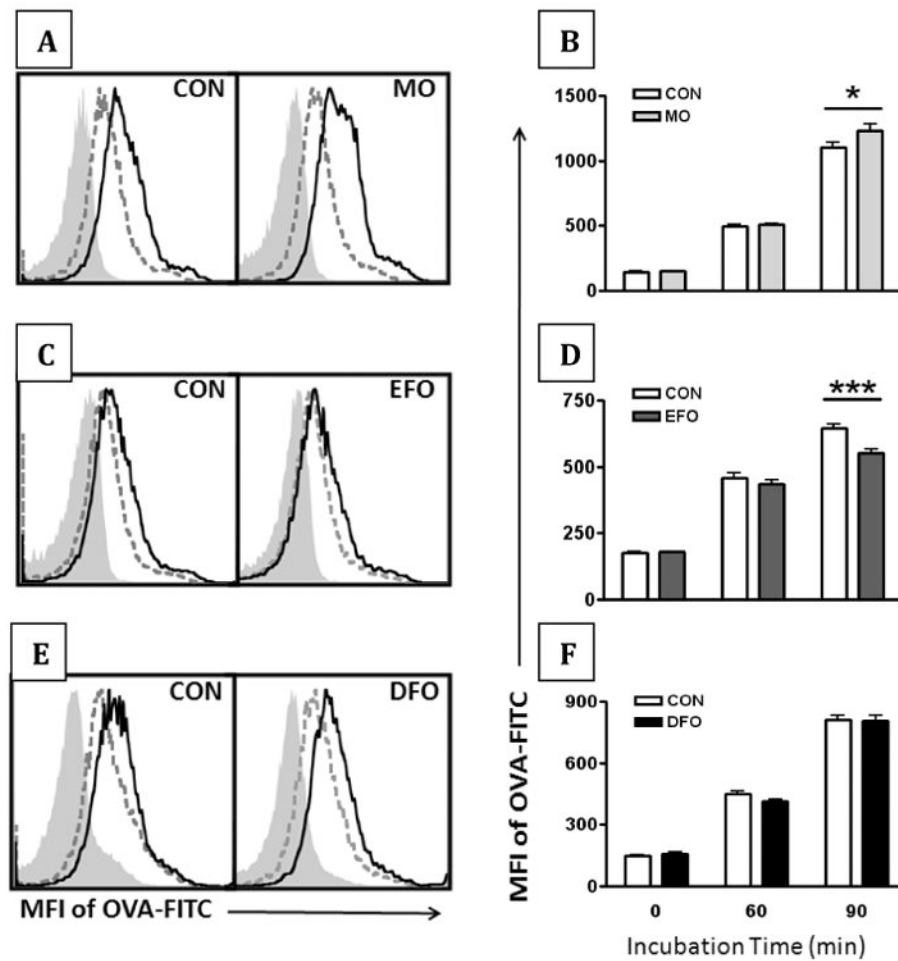 A
CON
MO
B
1500
1000
500
0
CON
MO
*
C
CON
EFO
D
750
500
250
0
CON
EFO
***
E
CON
DFO
F
900
600
300
0
CON
DFO
MFI of OVA-FITC
MFI of OVA-FITC
0 60 90
Incubation Time (min)